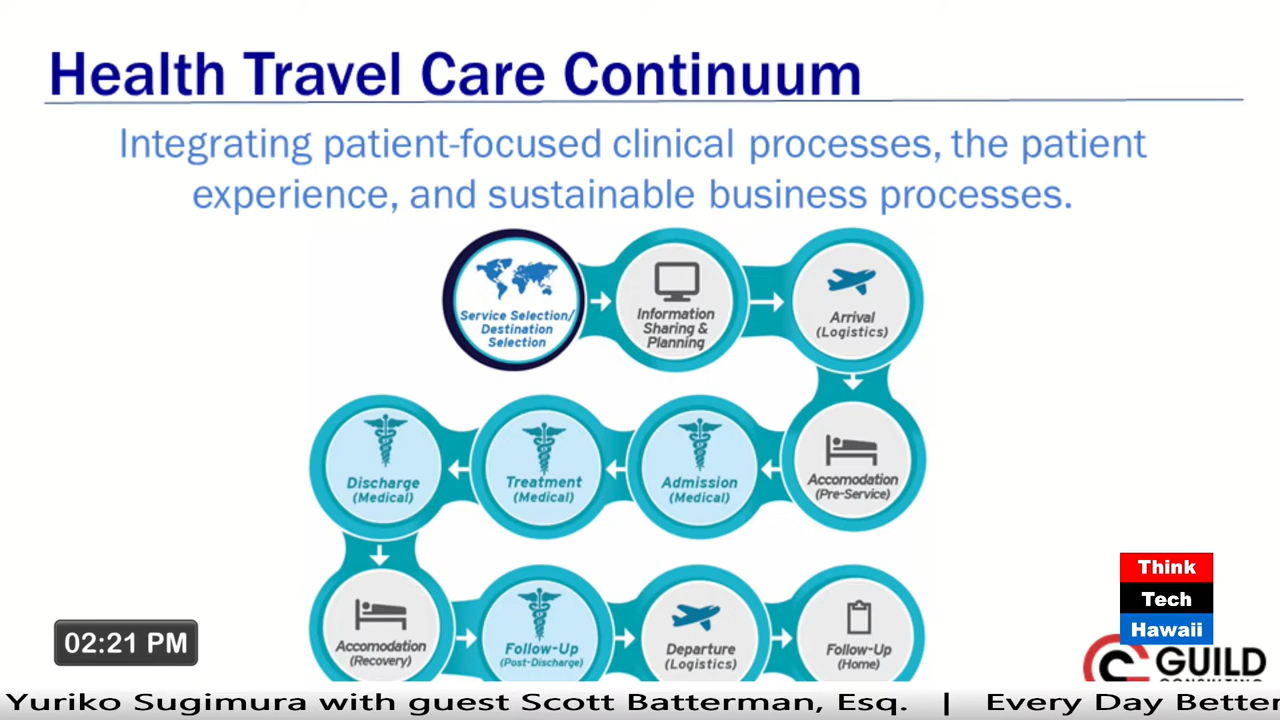 Health Travel Care Continuum
Integrating patient-focused clinical processes, the patient
experience, and sustainable business processes.
Service Selection/
Destination
Selection
Information
Sharing &
Planning
Arrival
(Logistics)
Discharge
(Medical)
Treatment
(Medical)
Admission
(Medical)
Accomodation
(Pre-Service)
Accomodation
(Recovery)
Follow-Up
(Post-Discharge)
Departure
(Logistics)
Follow-Up
(Home)
Think
Tech
Hawaii
02:21 PM
GUILD
Yuriko Sugimura with guest Scott Batterman, Esq. | Every Day Better